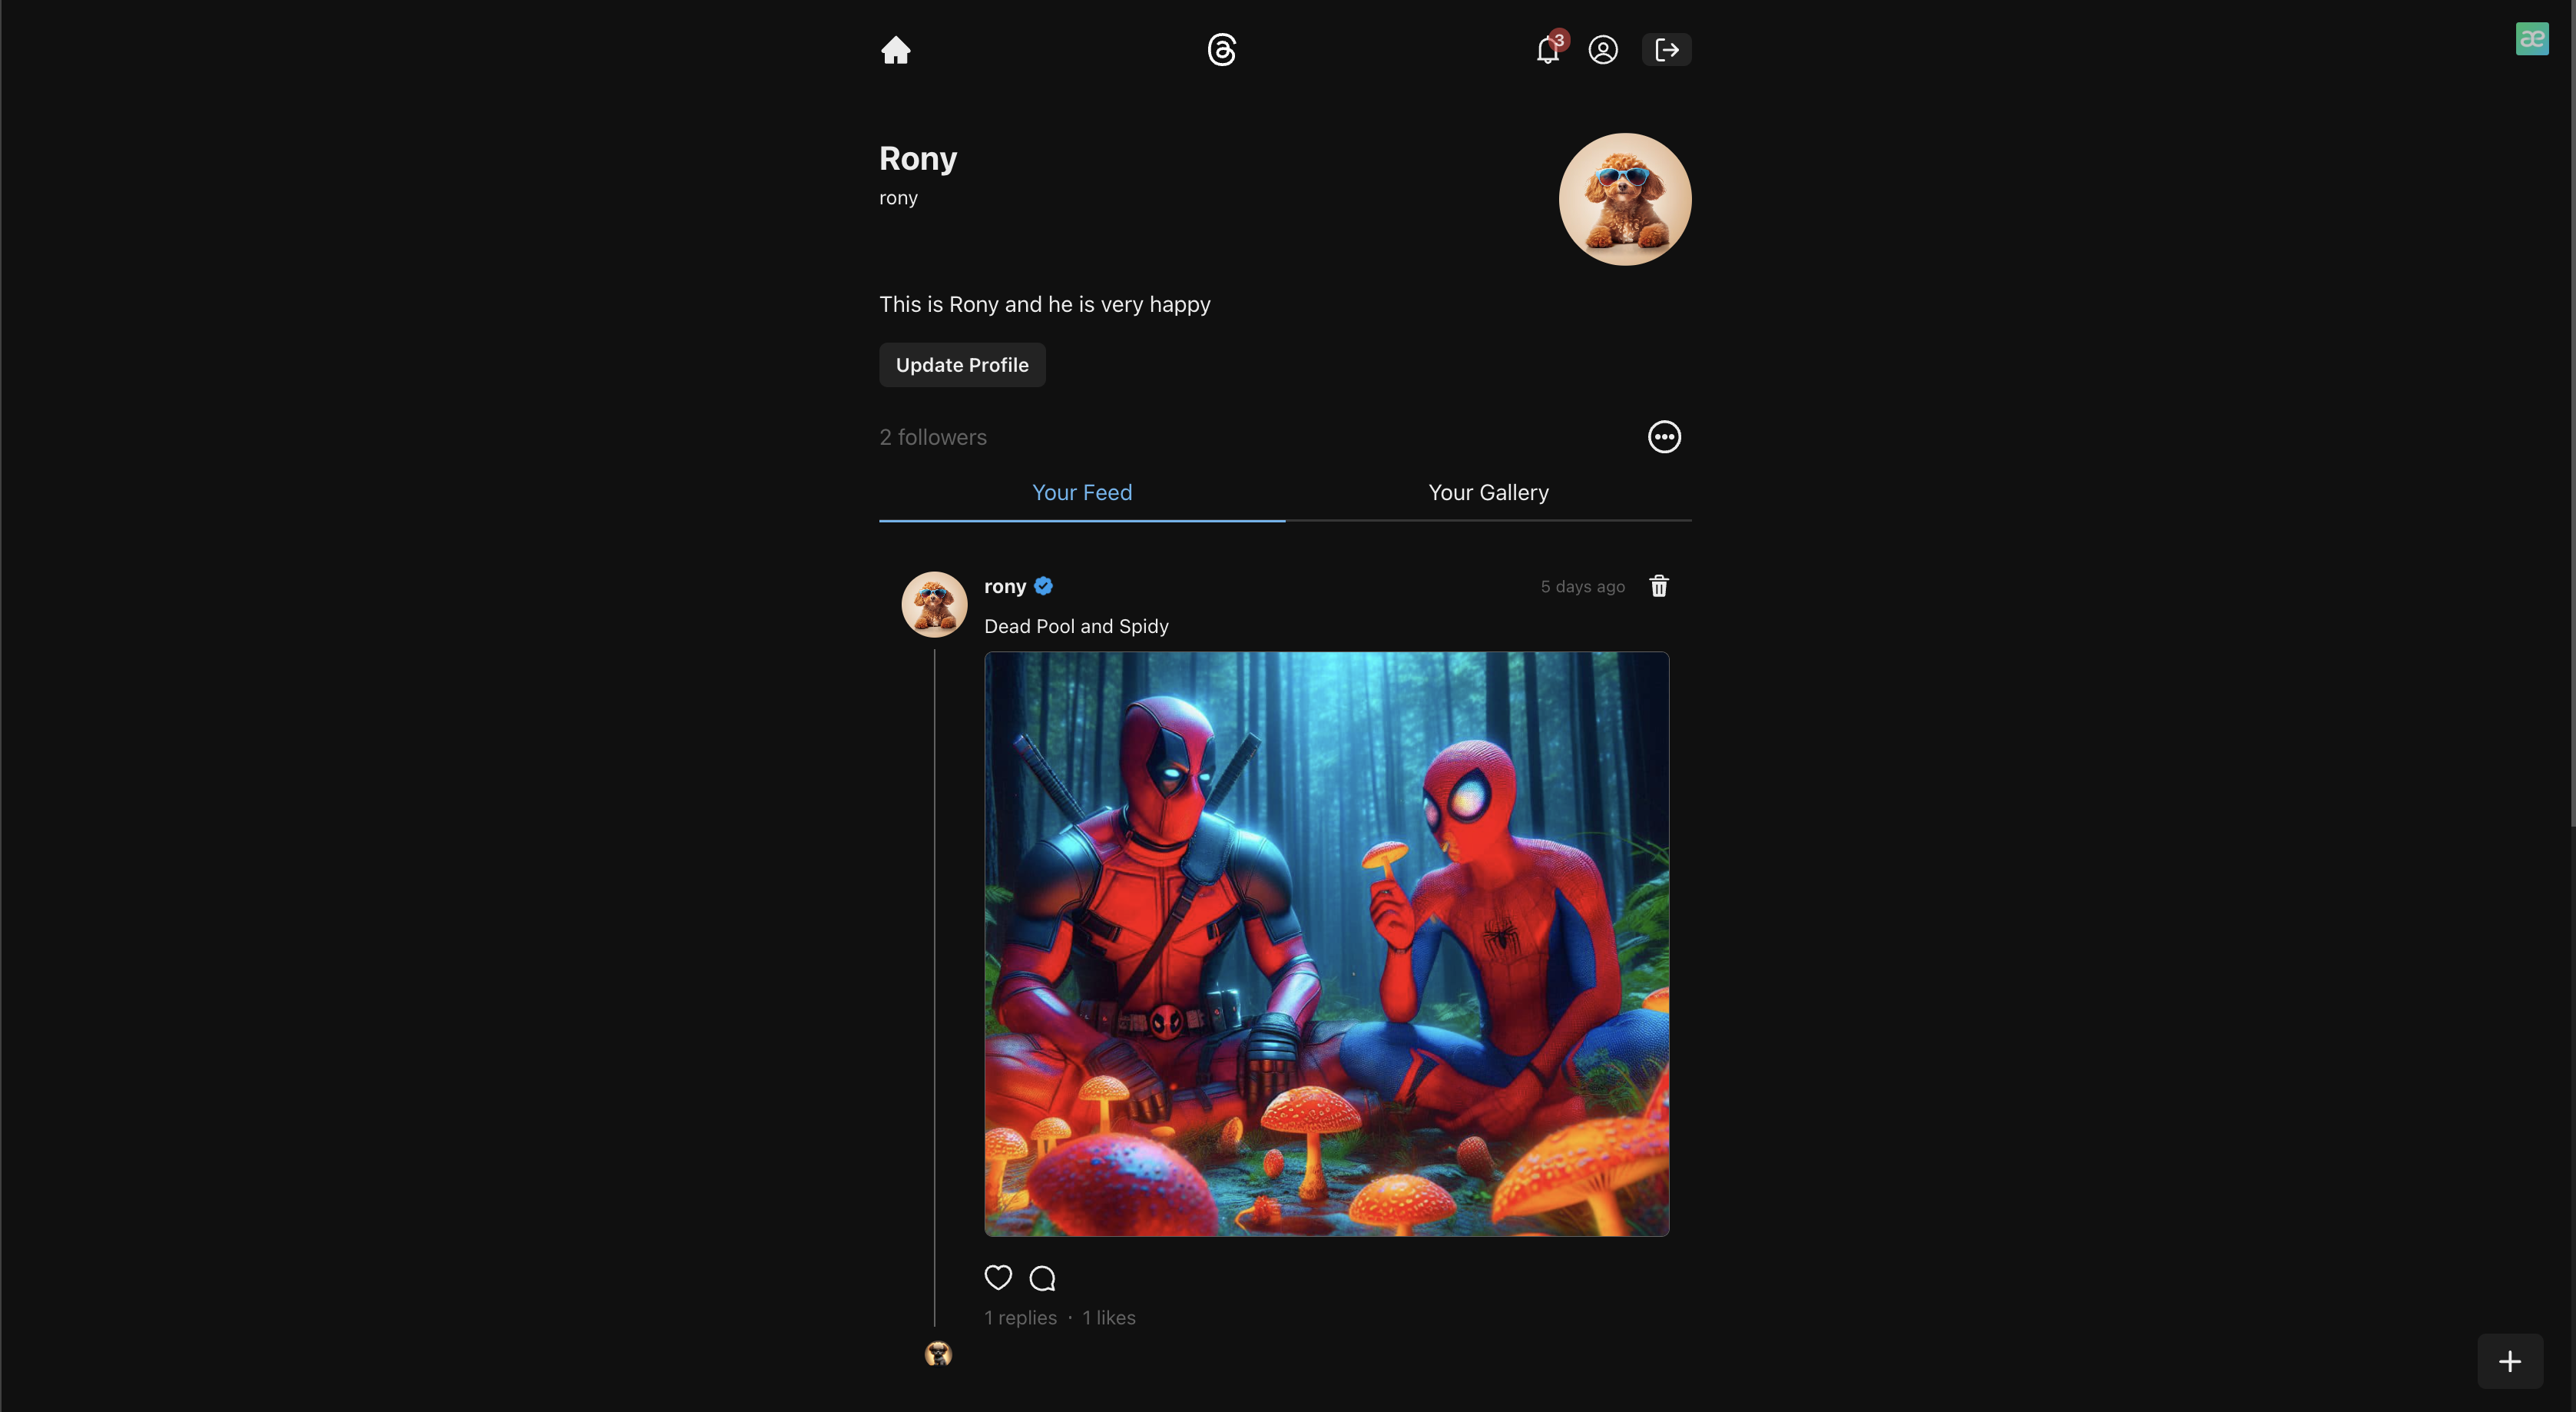 3
æ
Rony
rony
This is Rony and he is very happy
Update Profile
2 followers
Your Feed
Your Gallery
rony
5 days ago
Dead Pool and Spidy
1 replies · 1 likes